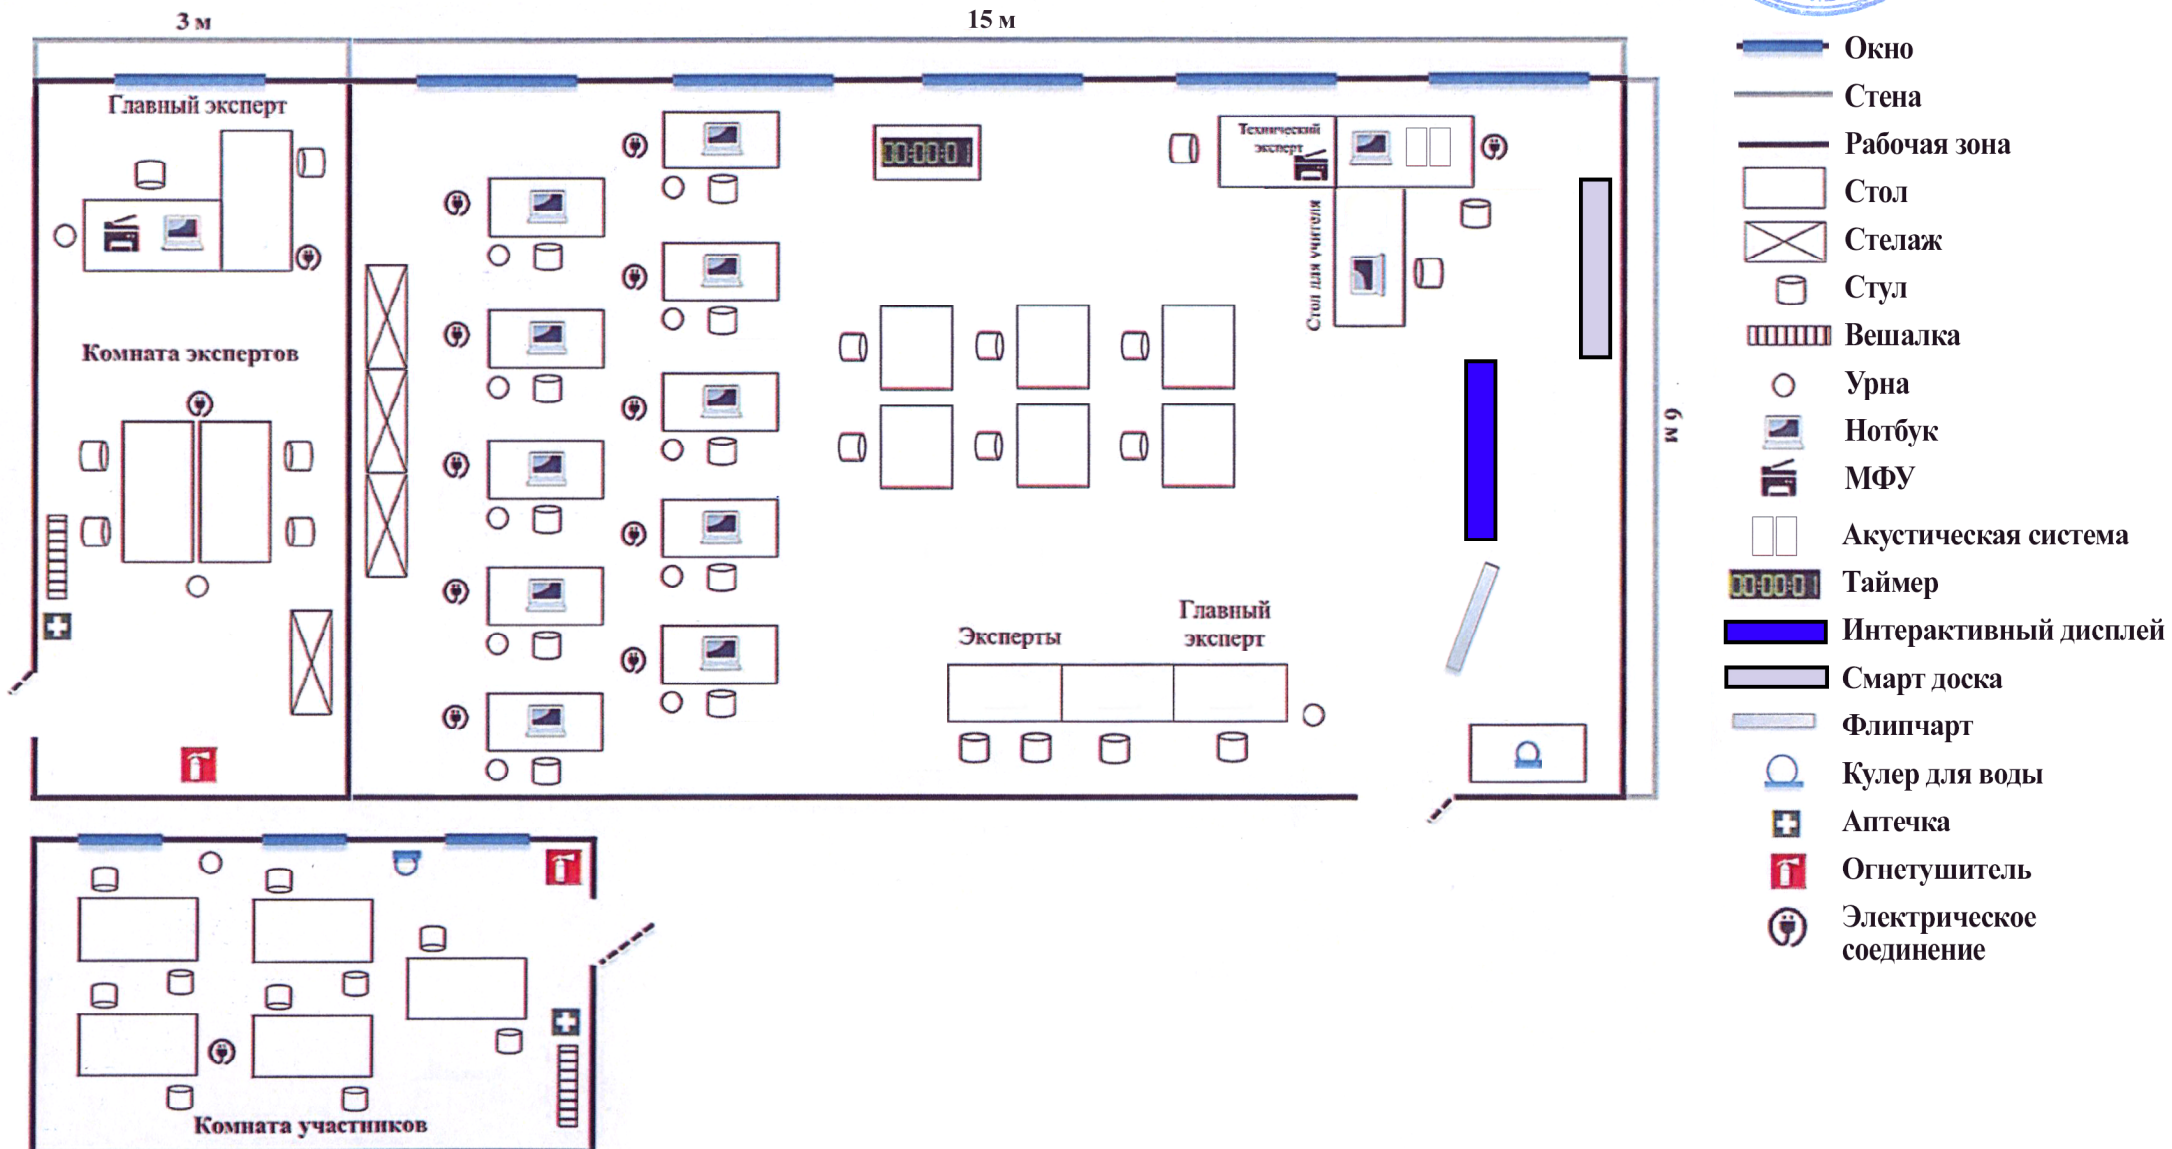 3 м
15 м
Главный эксперт
Комната экспертов
00:00:01
Технический
эксперт
Стол для учителя
6 м
Эксперты
Главный
эксперт
Комната участников
Окно
Стена
Рабочая зона
Стол
Стелаж
Стул
Вешалка
Урна
Нотбук
МФУ
Акустическая система
00:00:01
Таймер
Интерактивный дисплей
Смарт доска
Флипчарт
Кулер для воды
Аптечка
Огнетушитель
Электрическое
соединение